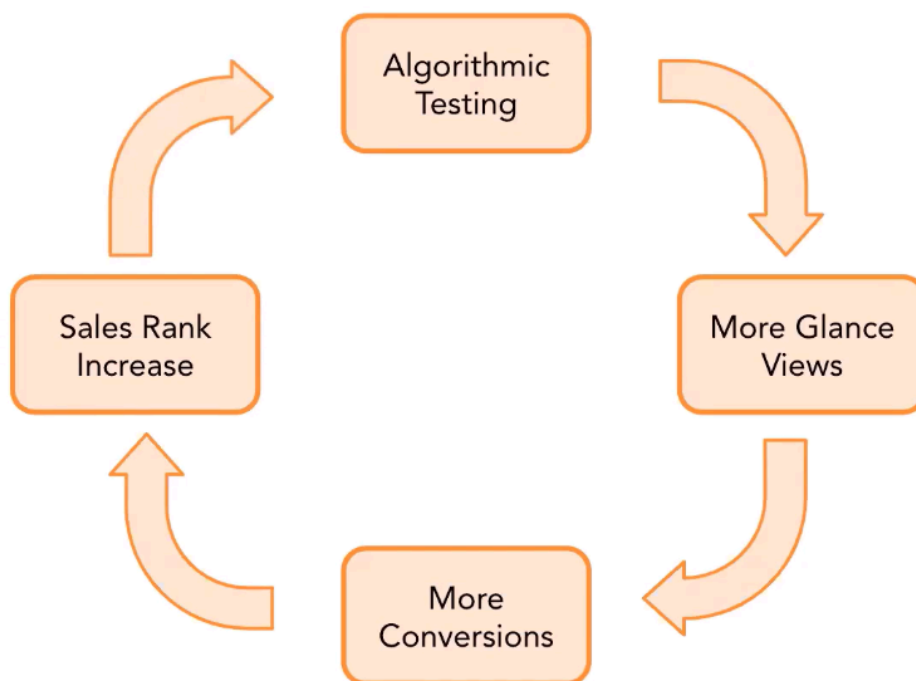 Algorithmic
Testing
More Glance
Views
More
Conversions
Sales Rank
Increase